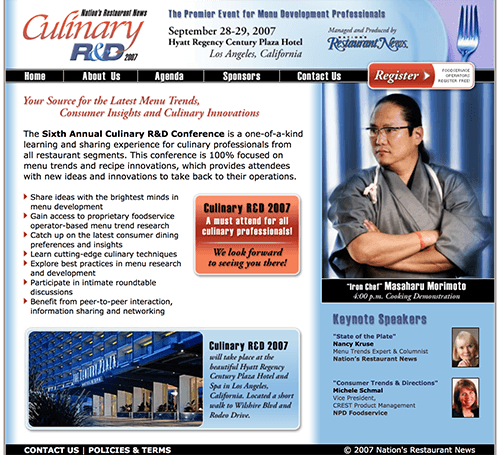 Nation's Restaurant News
Culinary
R&D 2007
The Premier Event for Menu Development Professionals
September 28-29, 2007
Hyatt Regency Century Plaza Hotel
Los Angeles, California
Managed and Produced by
NATION'S
Restaurant News
Home | About Us | Agenda | Sponsors | Contact Us
Register
FOODSERVICE
OPERATORS
REGISTER FREE!
Your Source for the Latest Menu Trends,
Consumer Insights and Culinary Innovations
The Sixth Annual Culinary R&D Conference is a one-of-a-kind
learning and sharing experience for culinary professionals from
all restaurant segments. This conference is 100% focused on
menu trends and recipe innovations, which provides attendees
with new ideas and innovations to take back to their operations.
Share ideas with the brightest minds in
menu development
Gain access to proprietary foodservice
operator-based menu trend research
Catch up on the latest consumer dining
preferences and insights
Learn cutting-edge culinary techniques
Explore best practices in menu research
and development
Participate in intimate roundtable
discussions
Benefit from peer-to-peer interaction,
information sharing and networking
Culinary R&D 2007
A must attend for all
culinary professionals!
We look forward
to seeing you there!
"Iron Chef" Masaharu Morimoto
4:00 p.m. Cooking Demonstration
Culinary R&D 2007
will take place at the
beautiful Hyatt Regency
Century Plaza Hotel and
Spa in Los Angeles,
California. Located a short
walk to Wilshire Blvd and
Rodeo Drive.
Keynote Speakers
"State of the Plate"
Nancy Kruse
Menu Trends Expert & Columnist
Nation's Restaurant News
"Consumer Trends & Directions"
Michele Schmal
Vice President,
CREST Product Management
NPD Foodservice
CONTACT US | POLICIES & TERMS
© 2007 Nation's Restaurant News